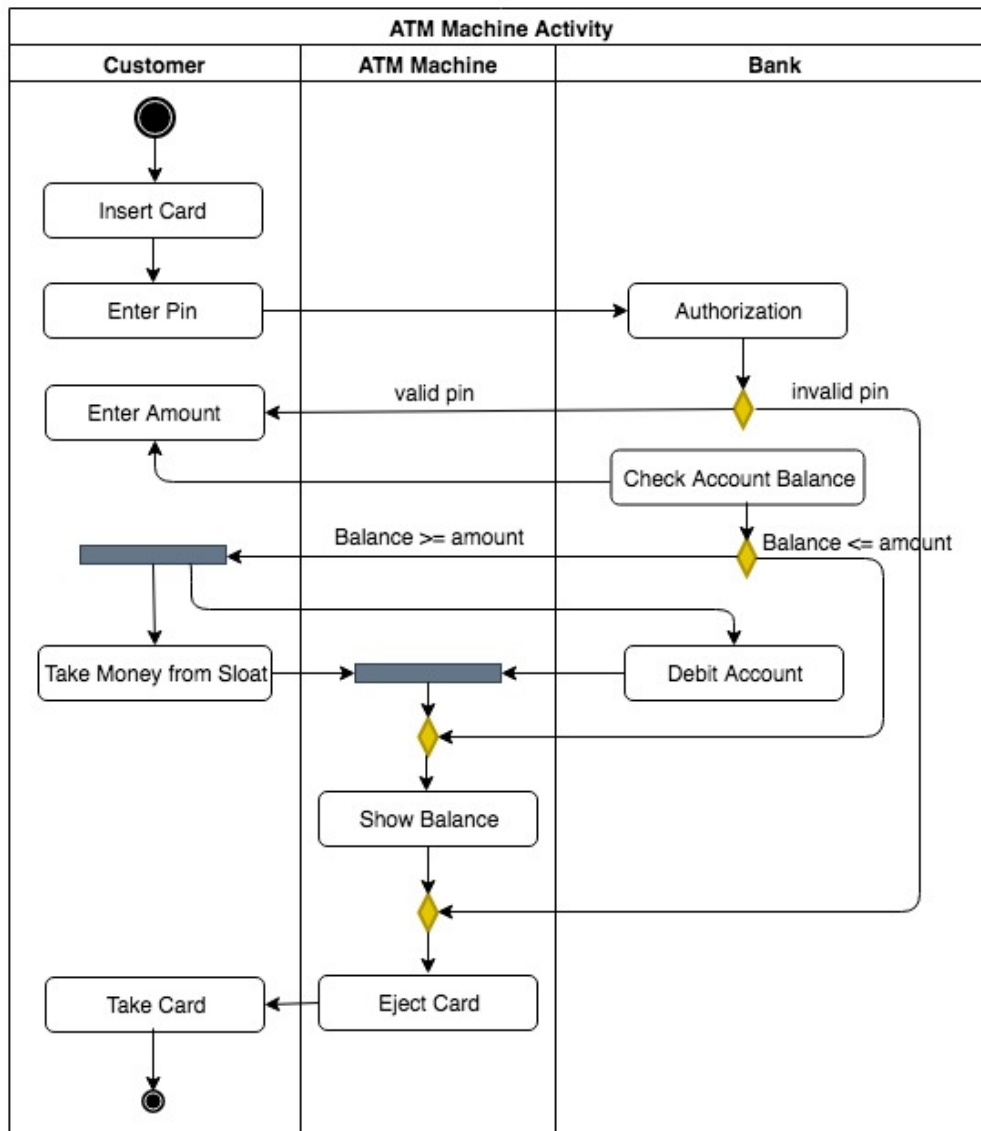 ATM Machine Activity
Customer
ATM Machine
Bank
Insert Card
Enter Pin
Authorization
valid pin
invalid pin
Enter Amount
Check Account Balance
Balance >= amount
Balance <= amount
Take Money from Sloat
Debit Account
Show Balance
Take Card
Eject Card